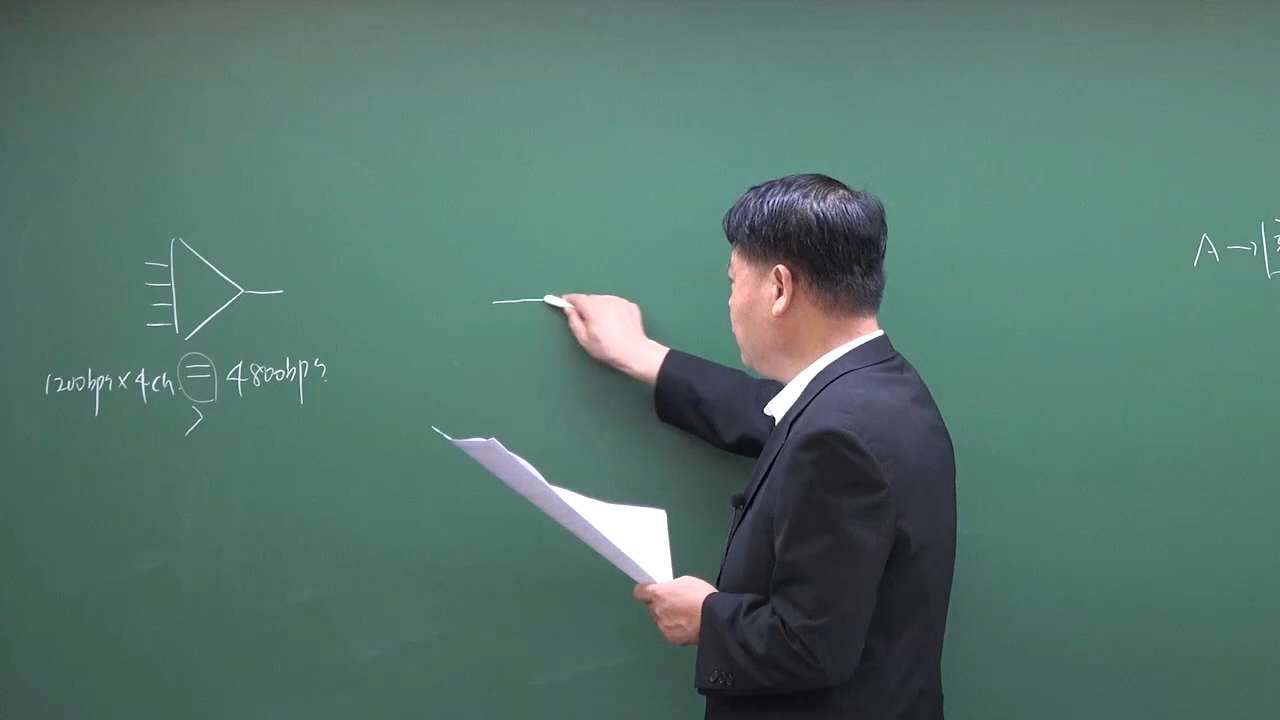 1200bps × 4ch = 4800bps
>
A →